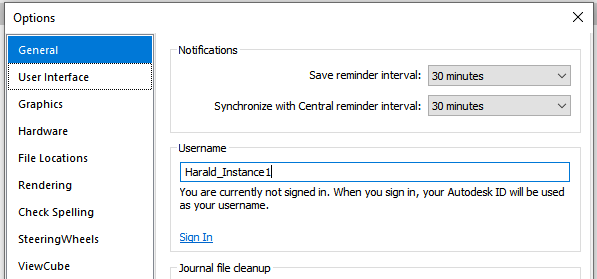 Options
General
User Interface
Graphics
Hardware
File Locations
Rendering
Check Spelling
SteeringWheels
ViewCube
Notifications
Save reminder interval: 30 minutes
Synchronize with Central reminder interval: 30 minutes
Username
Harald_Instance1
You are currently not signed in. When you sign in, your Autodesk ID will be used
as your username.
Sign In
Journal file cleanup